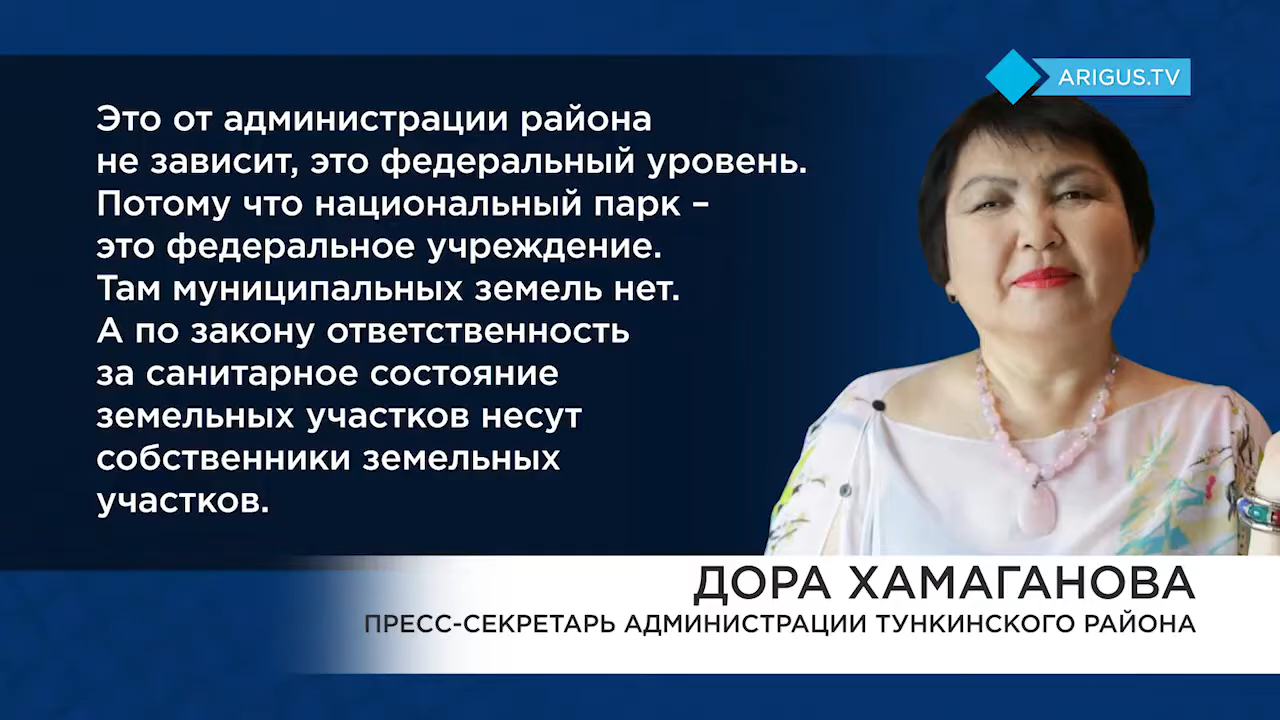 ARIGUS.TV
Это от администрации района
не зависит, это федеральный уровень.
Потому что национальный парк –
это федеральное учреждение.
Там муниципальных земель нет.
А по закону ответственность
за санитарное состояние
земельных участков несут
собственники земельных
участков.
ДОРА ХАМАГАНОВА
ПРЕСС-СЕКРЕТАРЬ АДМИНИСТРАЦИИ ТУНКИНСКОГО РАЙОНА